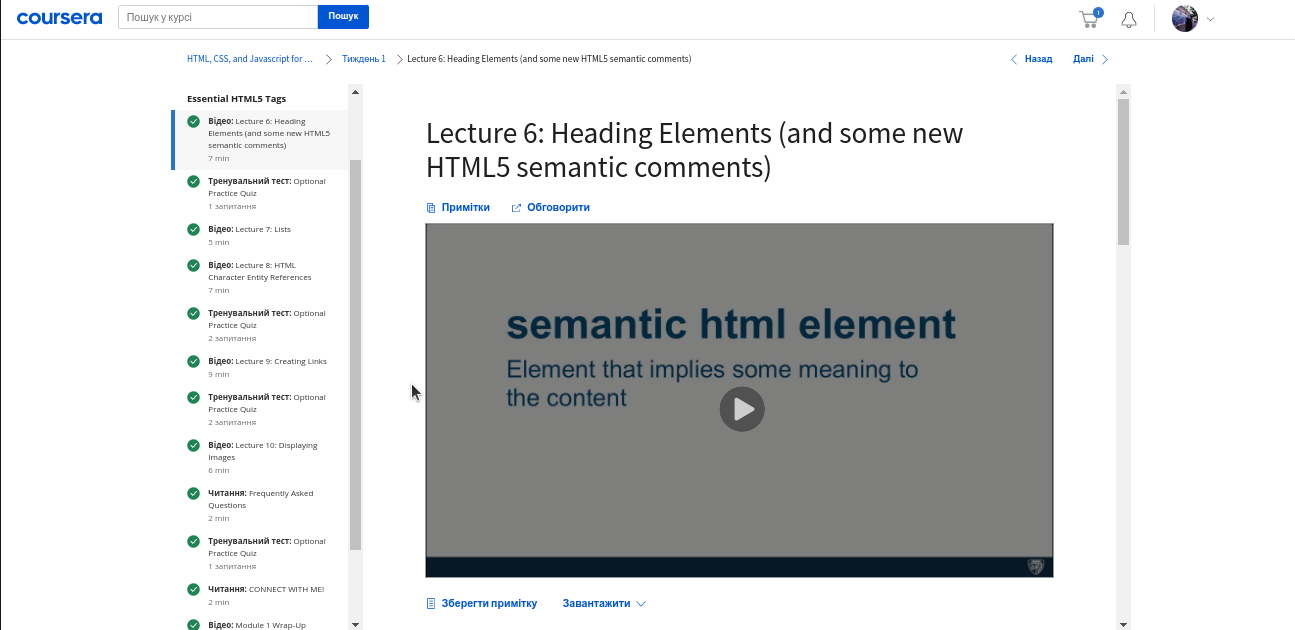 coursera
Пошук у курсі
Пошук
1
HTML, CSS, and Javascript for ...
Тиждень 1
Lecture 6: Heading Elements (and some new HTML5 semantic comments)
Назад
Далі
Essential HTML5 Tags
Відео: Lecture 6: Heading
Elements (and some new HTML5
semantic comments)
7 min
Тренувальний тест: Optional
Practice Quiz
1 запитання
Відео: Lecture 7: Lists
5 min
Відео: Lecture 8: HTML
Character Entity References
7 min
Тренувальний тест: Optional
Practice Quiz
2 запитання
Відео: Lecture 9: Creating Links
9 min
Тренувальний тест: Optional
Practice Quiz
2 запитання
Відео: Lecture 10: Displaying
Images
6 min
Читання: Frequently Asked
Questions
2 min
Тренувальний тест: Optional
Practice Quiz
1 запитання
Читання: CONNECT WITH ME!
2 min
Відео: Module 1 Wrap-Up
Lecture 6: Heading Elements (and some new
HTML5 semantic comments)
Примітки
Обговорити
semantic html element
Element that implies some meaning to
the content
Зберегти примітку
Завантажити